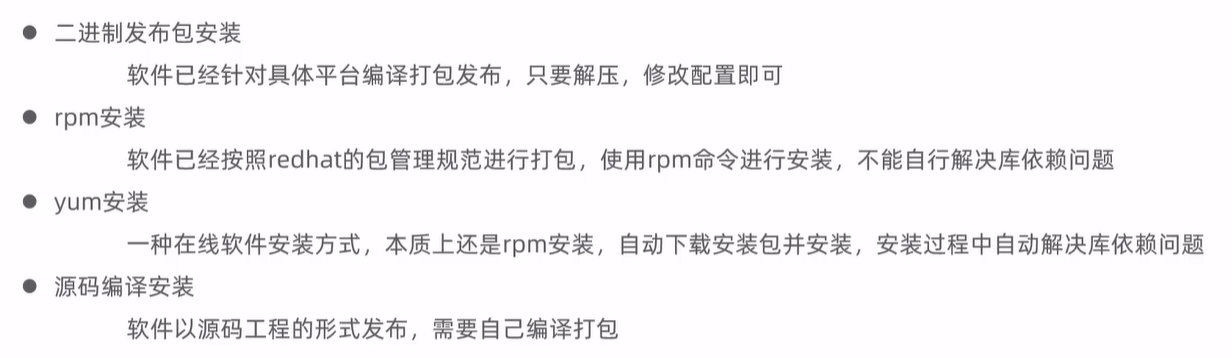 ● 二进制发布包安装
软件已经针对具体平台编译打包发布，只要解压，修改配置即可
● rpm安装
软件已经按照redhat的包管理规范进行打包，使用rpm命令进行安装，不能自行解决库依赖问题
● yum安装
一种在线软件安装方式，本质上还是rpm安装，自动下载安装包并安装，安装过程中自动解决库依赖问题
● 源码编译安装
软件以源码工程的形式发布，需要自己编译打包